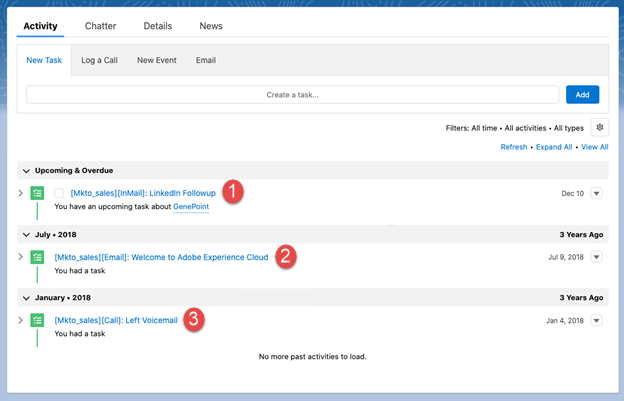 Activity Chatter Details News
New Task Log a Call New Event Email
Create a task... Add
Filters: All time • All activities • All types
Refresh • Expand All • View All
Upcoming & Overdue
[Mkto_sales][InMail]: LinkedIn Followup 1 Dec 10
You have an upcoming task about GenePoint
July • 2018 3 Years Ago
[Mkto_sales][Email]: Welcome to Adobe Experience Cloud 2 Jul 9, 2018
You had a task
January • 2018 3 Years Ago
[Mkto_sales][Call]: Left Voicemail 3 Jan 4, 2018
You had a task
No more past activities to load.